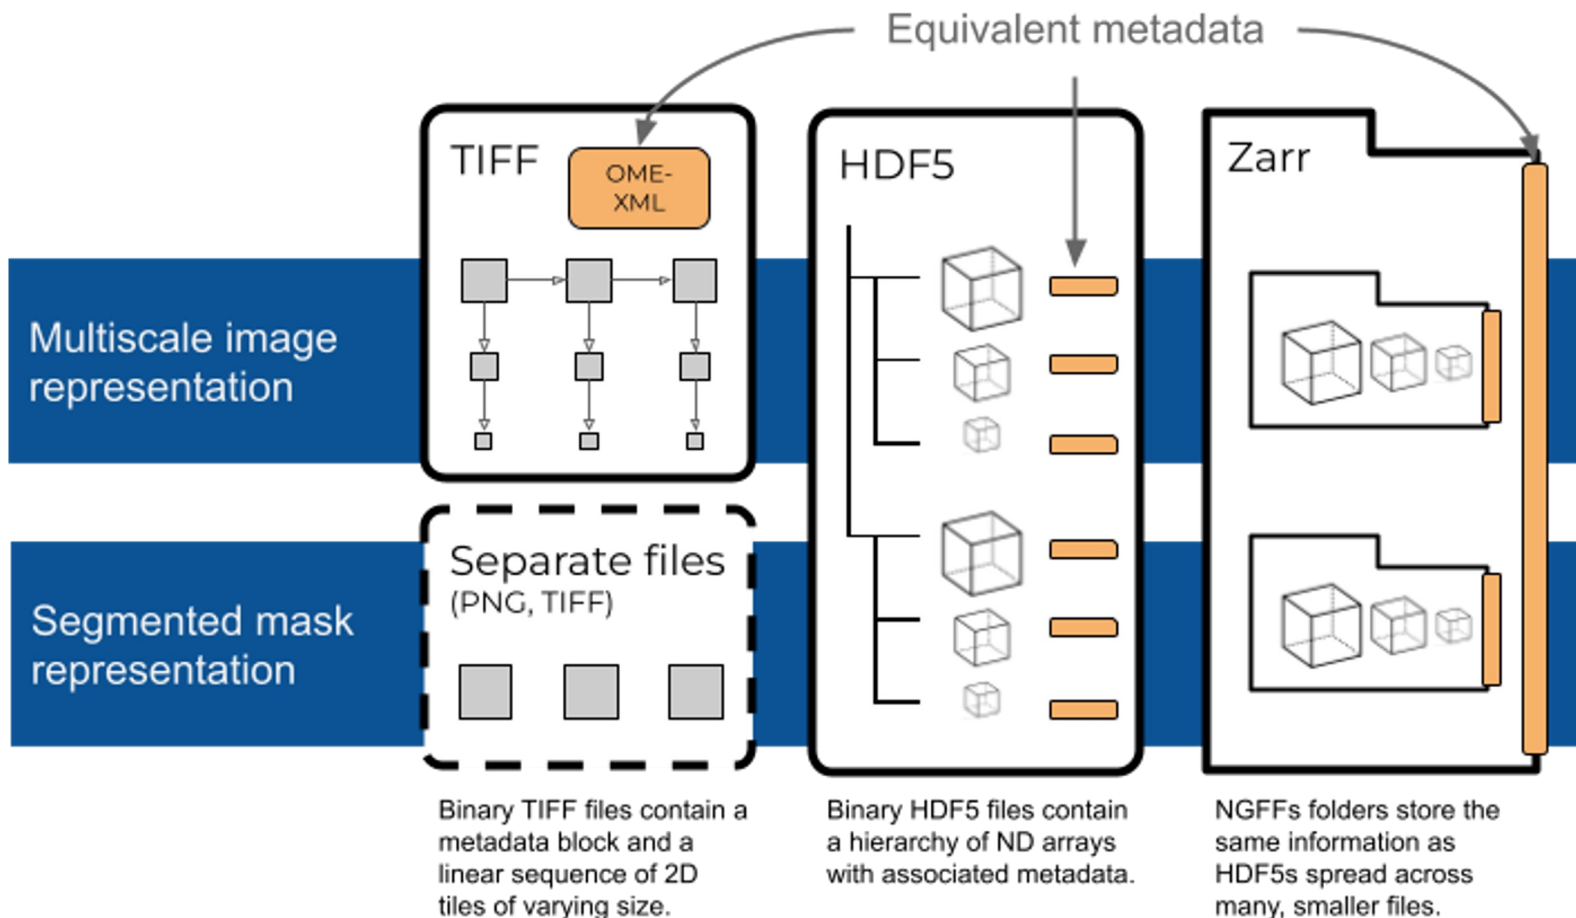 Equivalent metadata
TIFF
OME-
XML
HDF5
Zarr
Multiscale image
representation
Separate files
(PNG, TIFF)
Segmented mask
representation
Binary TIFF files contain a
metadata block and a
linear sequence of 2D
tiles of varying size.
Binary HDF5 files contain
a hierarchy of ND arrays
with associated metadata.
NGFFs folders store the
same information as
HDF5s spread across
many, smaller files.